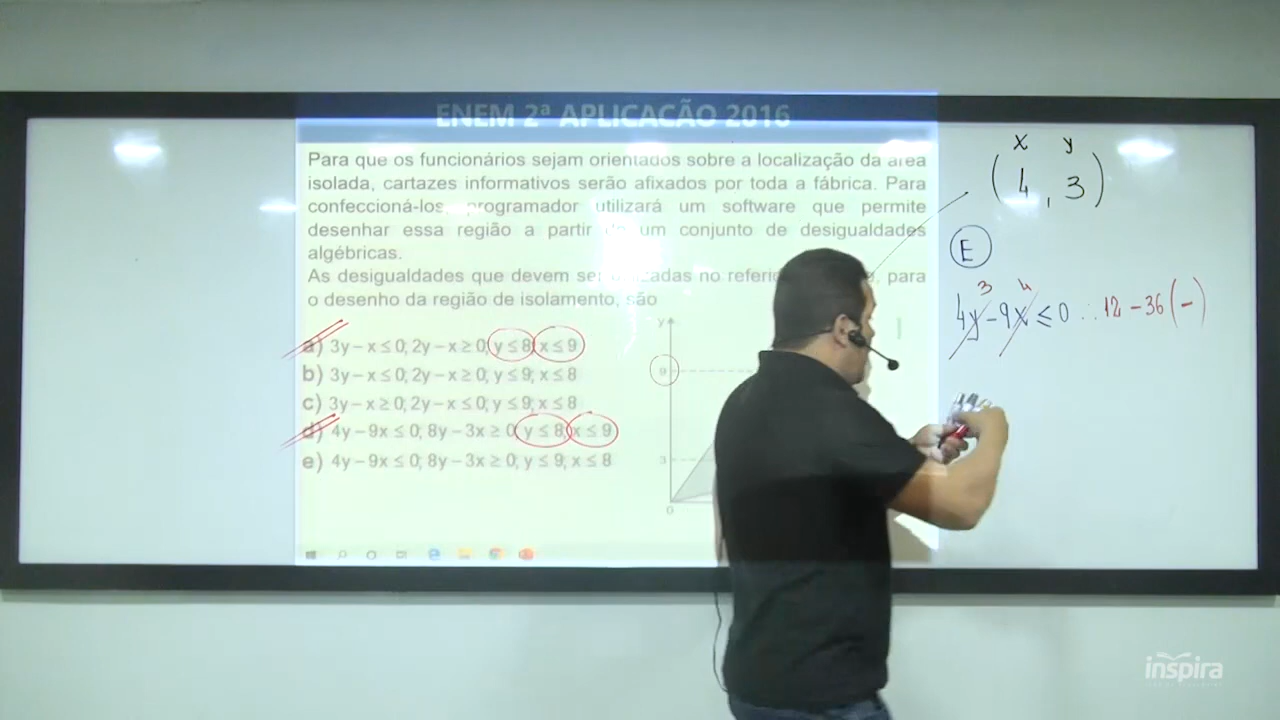 ENEM 2ª APLICAÇÃO 2016
Para que os funcionários sejam orientados sobre a localização da área
isolada, cartazes informativos serão afixados por toda a fábrica. Para
confeccioná-los, programador utilizará um software que permite
desenhar essa região a partir de um conjunto de desigualdades
algébricas.
As desigualdades que devem ser utilizadas no para
o desenho da região de isolamento, são
a) 3y – x ≤ 0; 2y – x ≥ 0; y ≤ 8; x ≤ 9
b) 3y – x ≤ 0; 2y – x ≥ 0; y ≤ 9; x ≤ 8
c) 3y – x ≥ 0; 2y – x ≤ 0; y ≤ 9; x ≤ 8
d) 4y – 9x ≤ 0; 8y – 3x ≥ 0; y ≤ 8; x ≤ 9
e) 4y – 9x ≤ 0; 8y – 3x ≥ 0; y ≤ 9; x ≤ 8
y
9
3
0
x y
(4, 3)
E
3 4
4y - 9x ≤ 0 ∴ 12 - 36 (-)
inspira